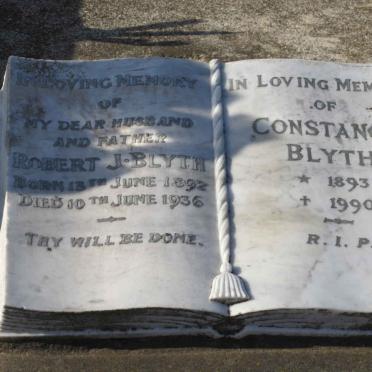 In Loving Memory
of
my dear husband
and father
Robert J. Blyth
Born 13th June 1892
Died 10th June 1936
Thy will be done.
In Loving Mem
of
Constan
Blyth
* 1893
✝ 1990
R. I. P.